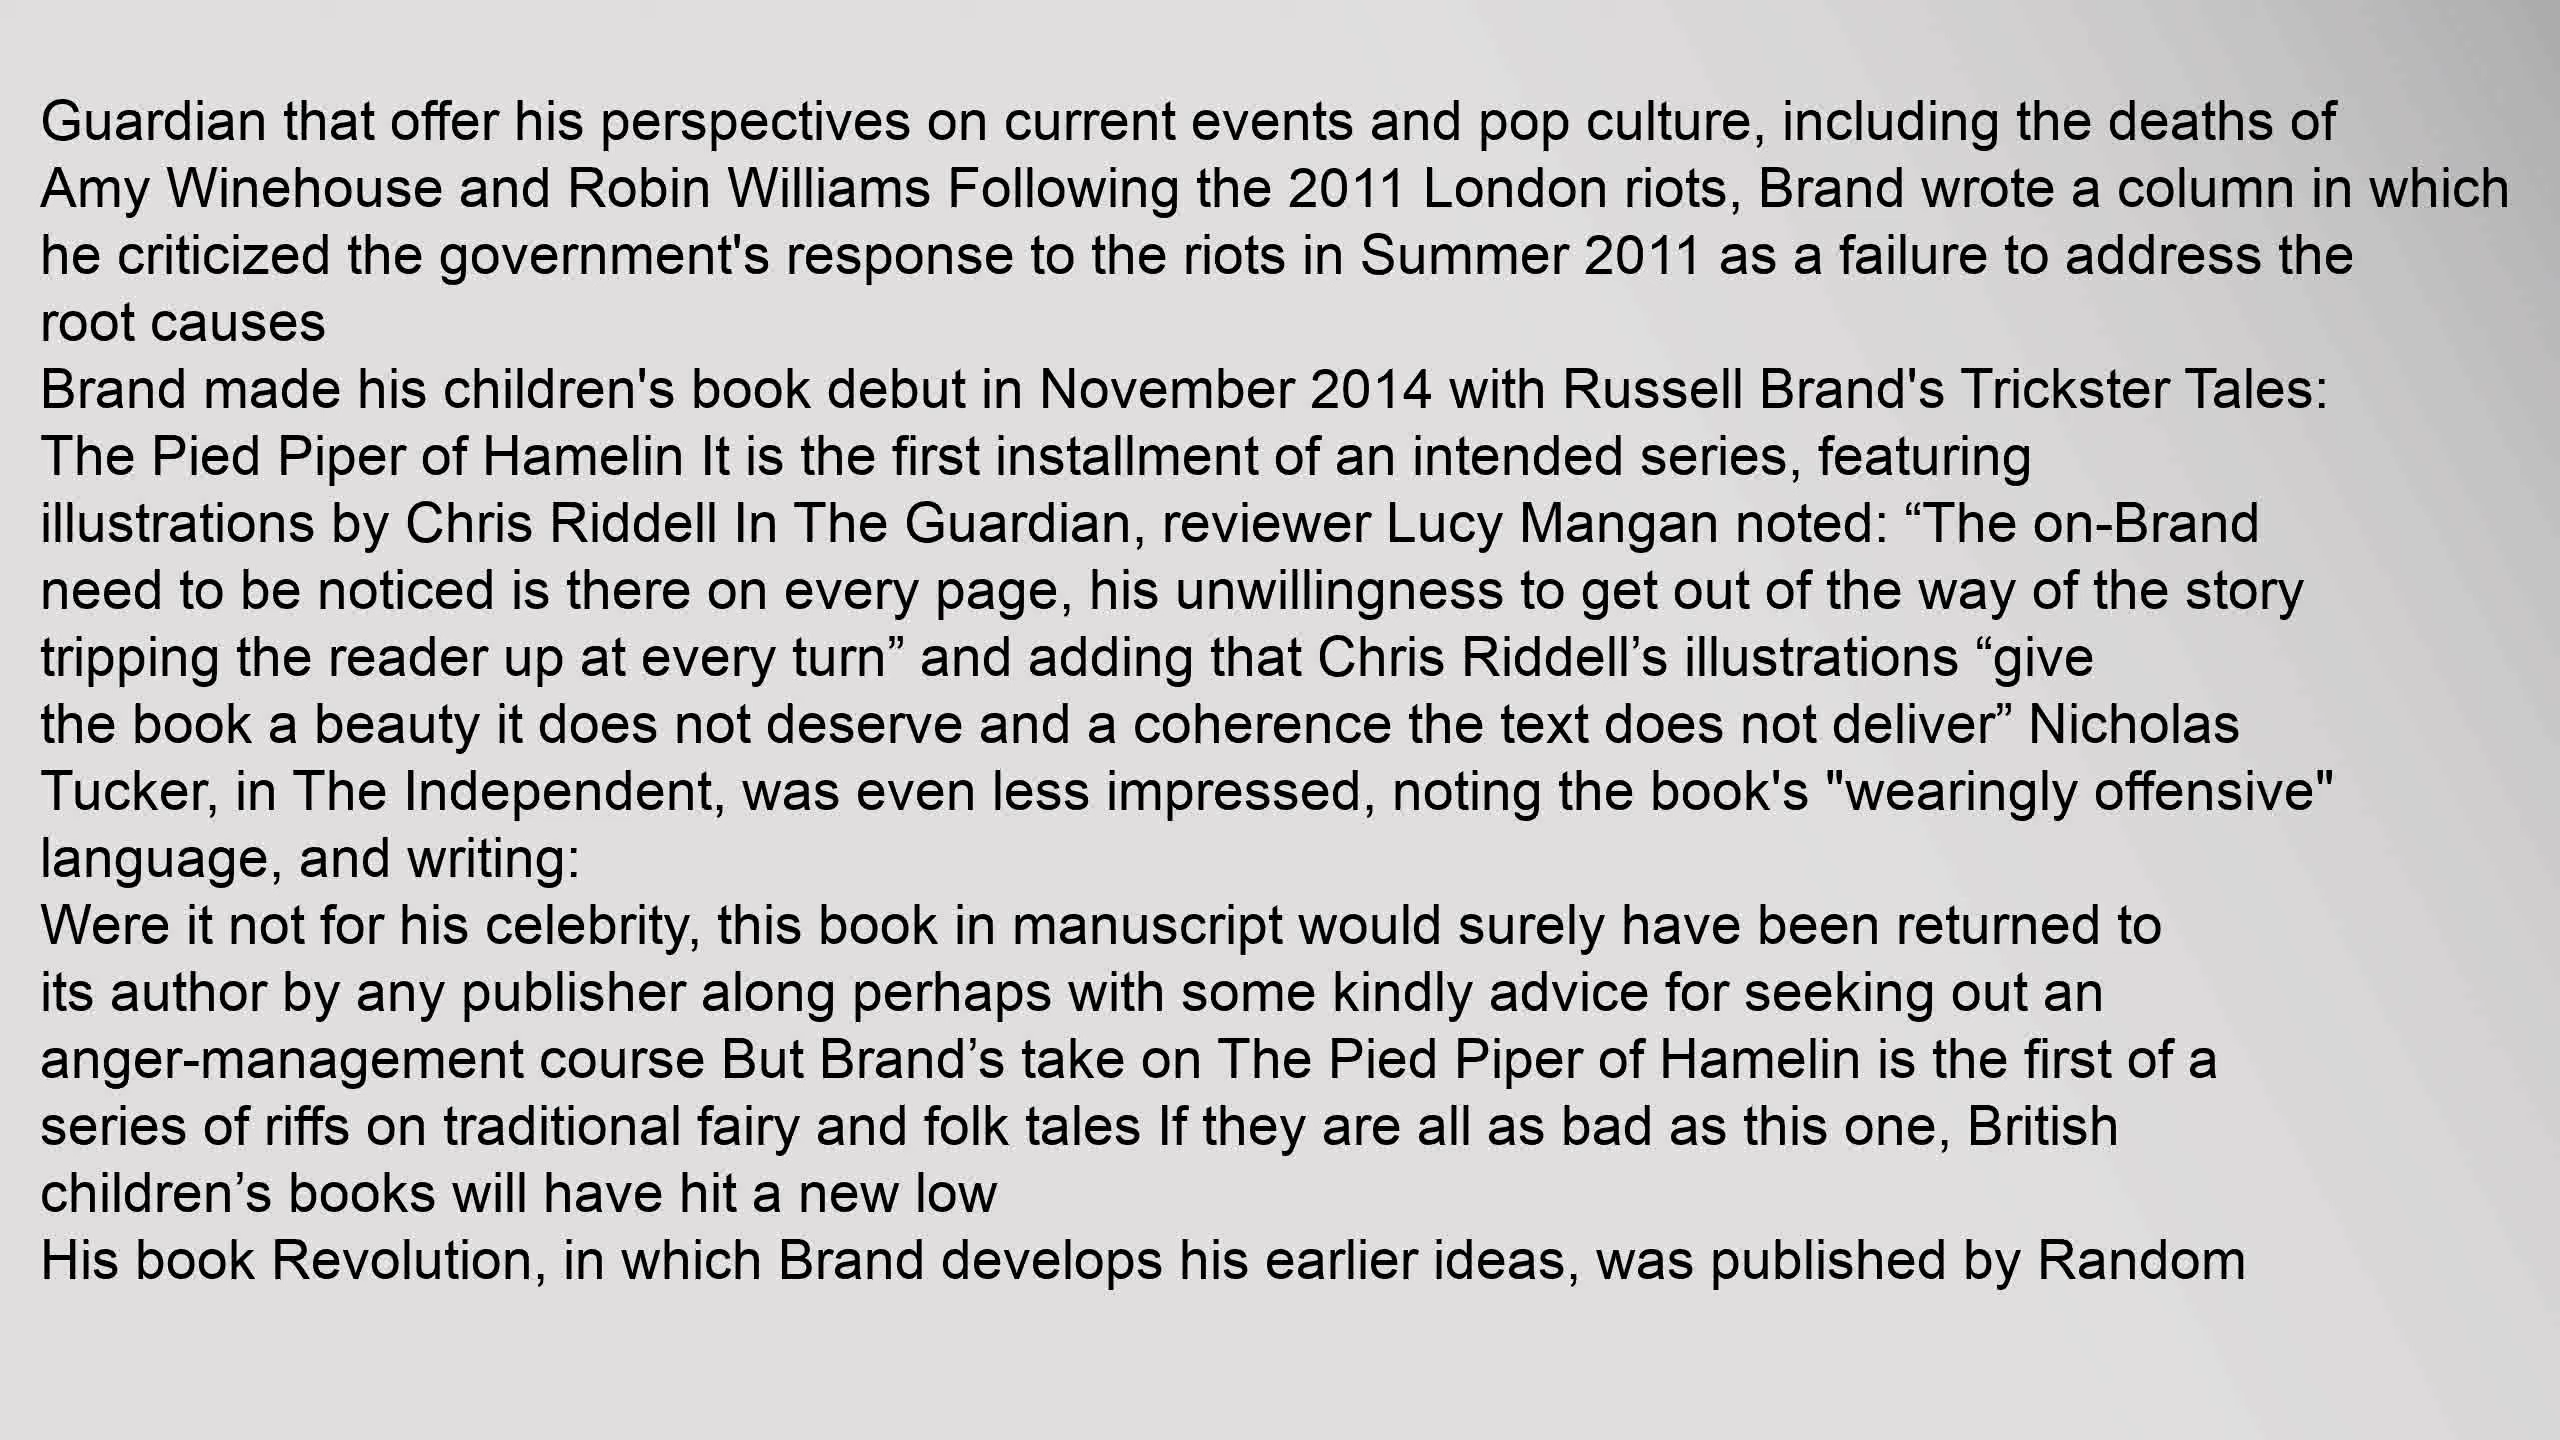 Guardian that offer his perspectives on current events and pop culture, including the deaths of
Amy Winehouse and Robin Williams Following the 2011 London riots, Brand wrote a column in which
he criticized the government's response to the riots in Summer 2011 as a failure to address the
root causes
Brand made his children's book debut in November 2014 with Russell Brand's Trickster Tales:
The Pied Piper of Hamelin It is the first installment of an intended series, featuring
illustrations by Chris Riddell In The Guardian, reviewer Lucy Mangan noted: “The on-Brand
need to be noticed is there on every page, his unwillingness to get out of the way of the story
tripping the reader up at every turn” and adding that Chris Riddell’s illustrations “give
the book a beauty it does not deserve and a coherence the text does not deliver” Nicholas
Tucker, in The Independent, was even less impressed, noting the book's "wearingly offensive"
language, and writing:
Were it not for his celebrity, this book in manuscript would surely have been returned to
its author by any publisher along perhaps with some kindly advice for seeking out an
anger-management course But Brand’s take on The Pied Piper of Hamelin is the first of a
series of riffs on traditional fairy and folk tales If they are all as bad as this one, British
children’s books will have hit a new low
His book Revolution, in which Brand develops his earlier ideas, was published by Random